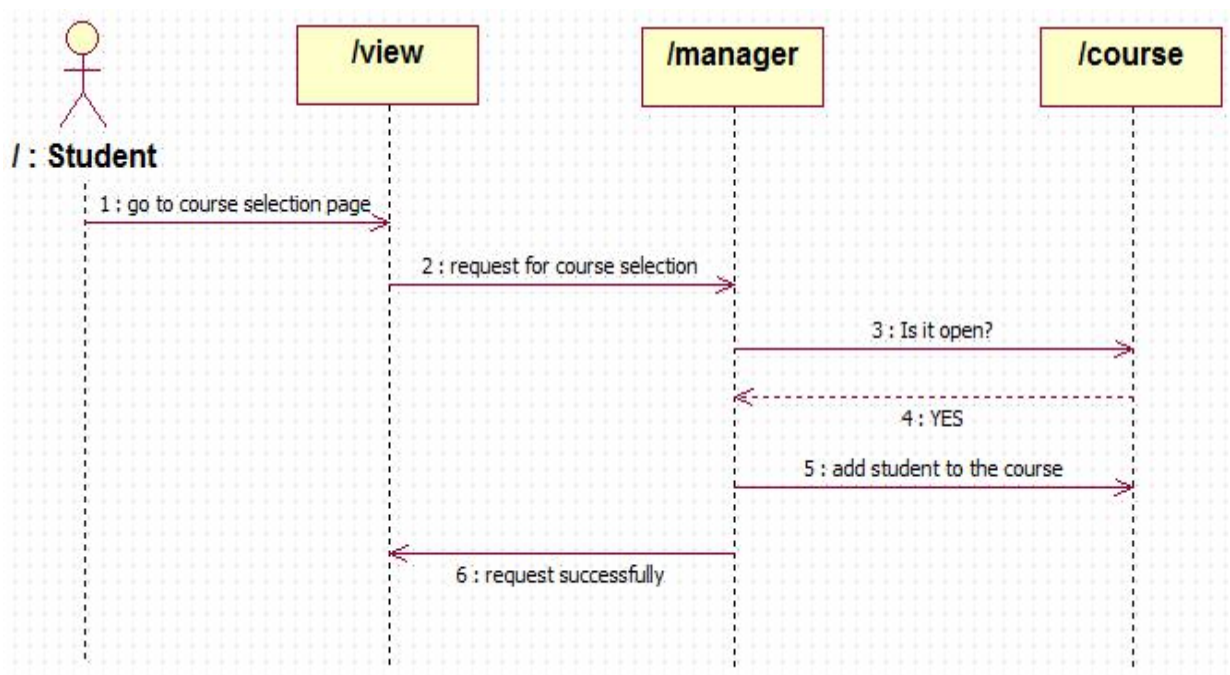 /view
/manager
/course
/ : Student
1 : go to course selection page
2 : request for course selection
3 : Is it open?
4 : YES
5 : add student to the course
6 : request successfully